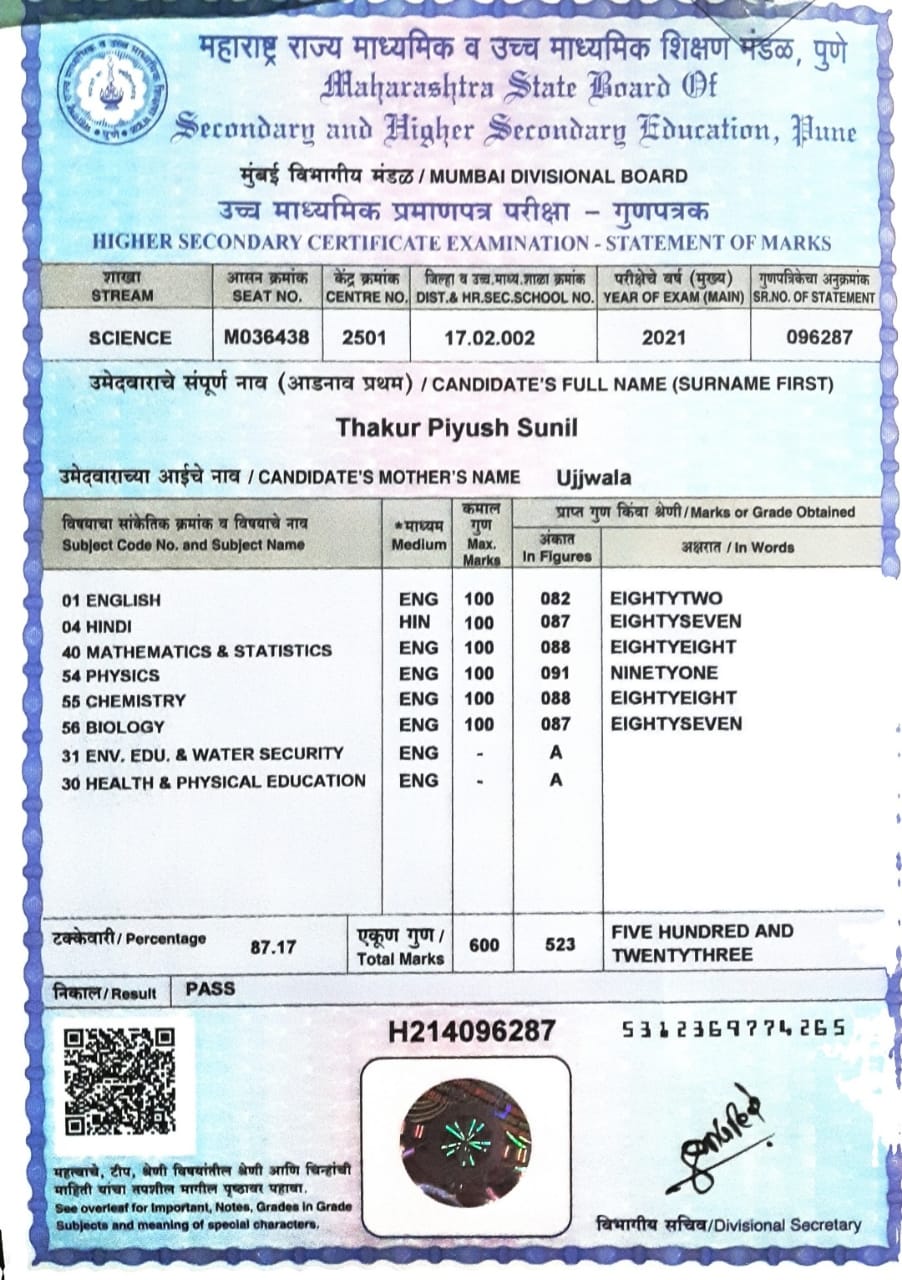 महाराष्ट्र राज्य माध्यमिक व उच्च माध्यमिक शिक्षण मंडळ, पुणे
Maharashtra State Board Of
Secondary and Higher Secondary Education, Pune
मुंबई विभागीय मंडळ / MUMBAI DIVISIONAL BOARD
उच्च माध्यमिक प्रमाणपत्र परीक्षा – गुणपत्रक
HIGHER SECONDARY CERTIFICATE EXAMINATION - STATEMENT OF MARKS
शाखा आसन क्रमांक केंद्र क्रमांक जिल्हा व उच्च.माध्य.शाळा क्रमांक परीक्षेचे वर्ष (मुख्य) गुणपत्रिकेचा अनुक्रमांक
STREAM SEAT NO. CENTRE NO. DIST.& HR.SEC.SCHOOL NO. YEAR OF EXAM (MAIN) SR.NO. OF STATEMENT
SCIENCE M036438 2501 17.02.002 2021 096287
उमेदवाराचे संपूर्ण नाव (आडनाव प्रथम) / CANDIDATE'S FULL NAME (SURNAME FIRST)
Thakur Piyush Sunil
उमेदवाराच्या आईचे नाव / CANDIDATE'S MOTHER'S NAME Ujjwala
विषयाचा सांकेतिक क्रमांक व विषयाचे नाव
Subject Code No. and Subject Name
*माध्यम
Medium
कमाल
गुण
Max.
Marks
प्राप्त गुण किंवा श्रेणी/Marks or Grade Obtained
अंकात
In Figures
अक्षरात / In Words
01 ENGLISH ENG 100 082 EIGHTYTWO
04 HINDI HIN 100 087 EIGHTYSEVEN
40 MATHEMATICS & STATISTICS ENG 100 088 EIGHTYEIGHT
54 PHYSICS ENG 100 091 NINETYONE
55 CHEMISTRY ENG 100 088 EIGHTYEIGHT
56 BIOLOGY ENG 100 087 EIGHTYSEVEN
31 ENV. EDU. & WATER SECURITY ENG - A
30 HEALTH & PHYSICAL EDUCATION ENG - A
टक्केवारी/ Percentage 87.17
एकूण गुण /
Total Marks
600 523
FIVE HUNDRED AND
TWENTYTHREE
निकाल/Result PASS
H214096287
5312369774265
महत्वाचे, टीप, श्रेणी विषयांतील श्रेणी आणि चिन्हांची
माहिती यांचा तपशील मागील पृष्ठावर पहावा.
See overleaf for Important, Notes, Grades in Grade
Subjects and meaning of special characters.
विभागीय सचिव/Divisional Secretary